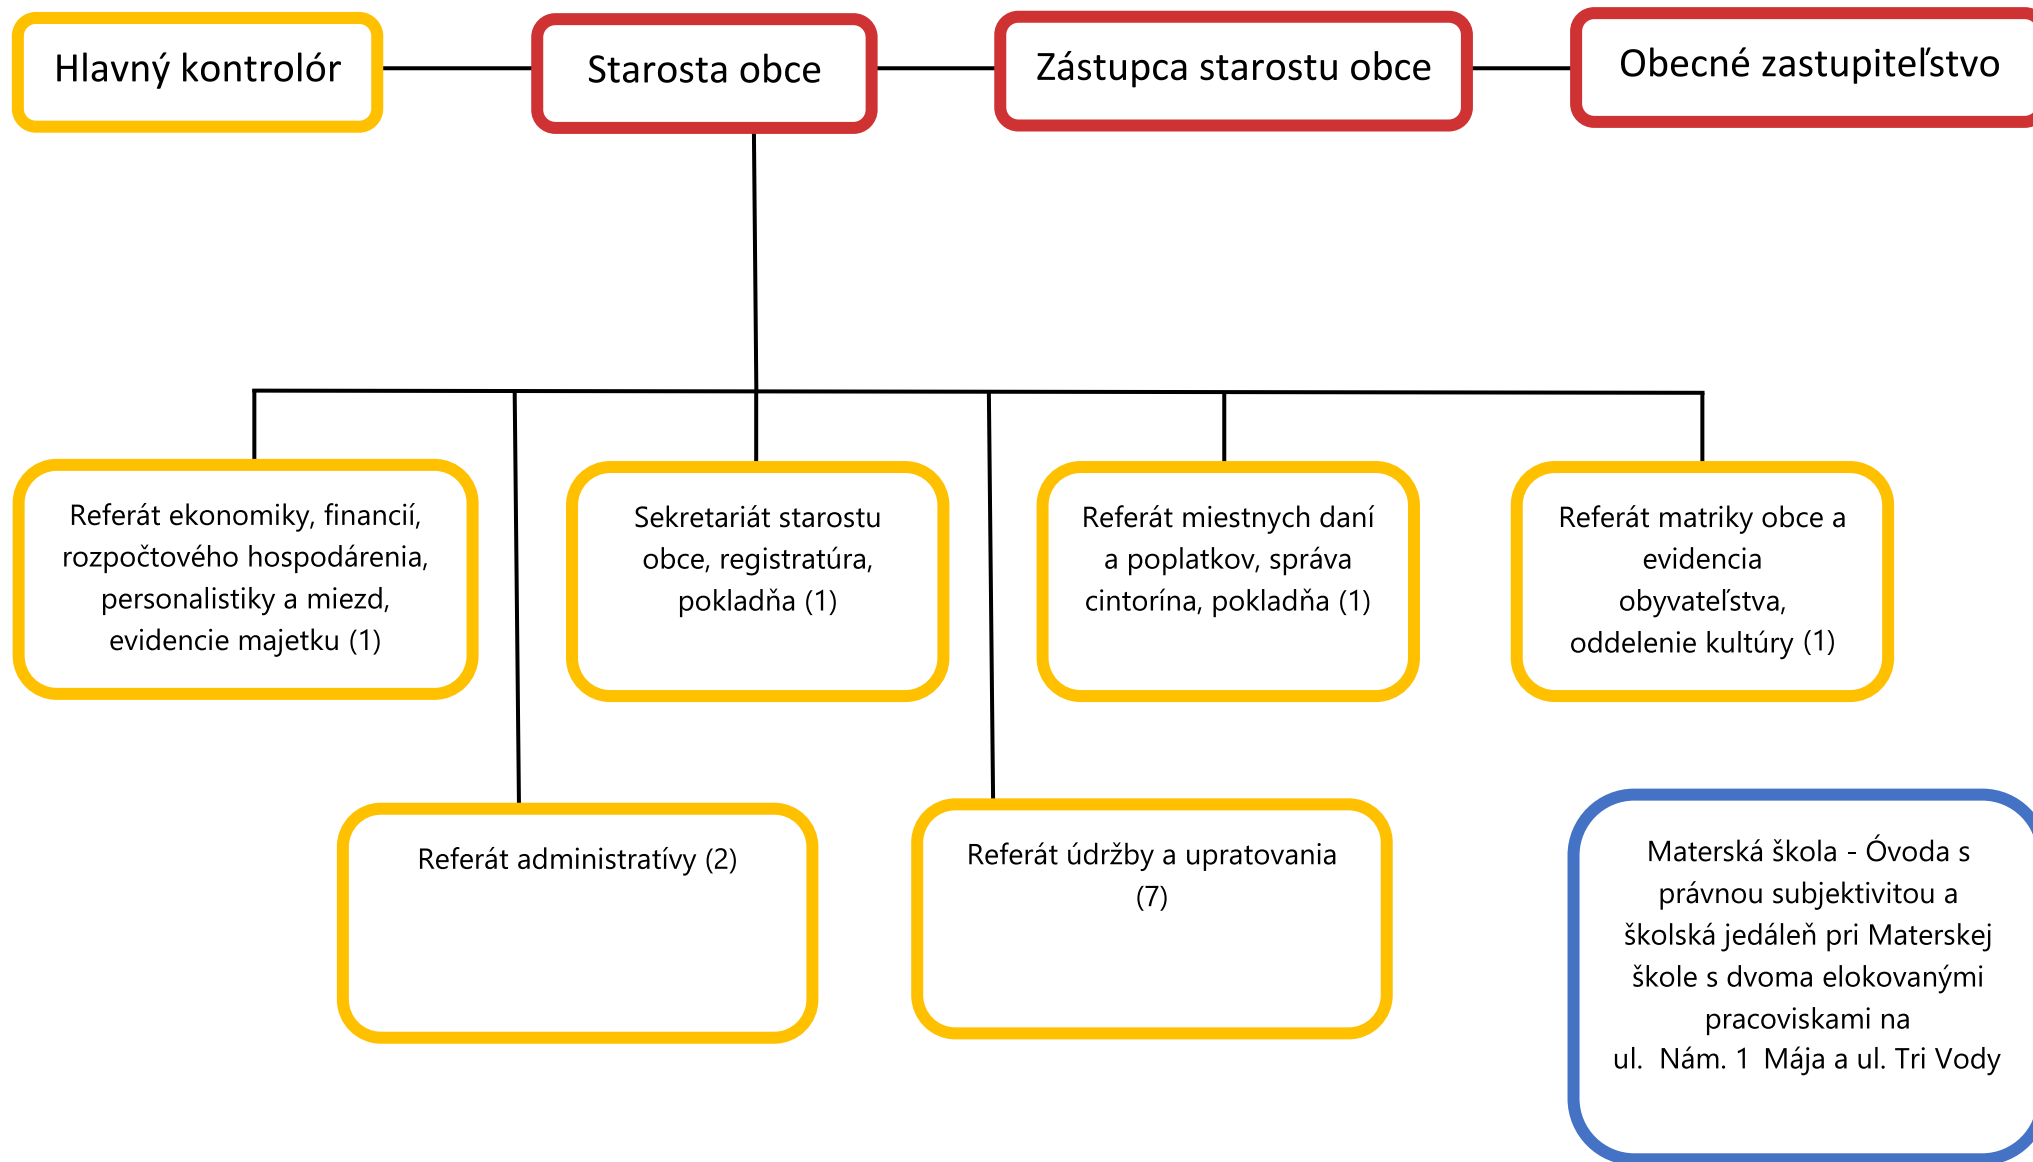 Hlavný kontrolór
Starosta obce
Zástupca starostu obce
Obecné zastupiteľstvo
Referát ekonomiky, financií,
rozpočtového hospodárenia,
personalistiky a miezd,
evidencie majetku (1)
Sekretariát starostu
obce, registratúra,
pokladňa (1)
Referát miestnych daní
a poplatkov, správa
cintorína, pokladňa (1)
Referát matriky obce a
evidencia
obyvateľstva,
oddelenie kultúry (1)
Referát administratívy (2)
Referát údržby a upratovania
(7)
Materská škola - Óvoda s
právnou subjektivitou a
školská jedáleň pri Materskej
škole s dvoma elokovanými
pracoviskami na
ul. Nám. 1 Mája a ul. Tri Vody